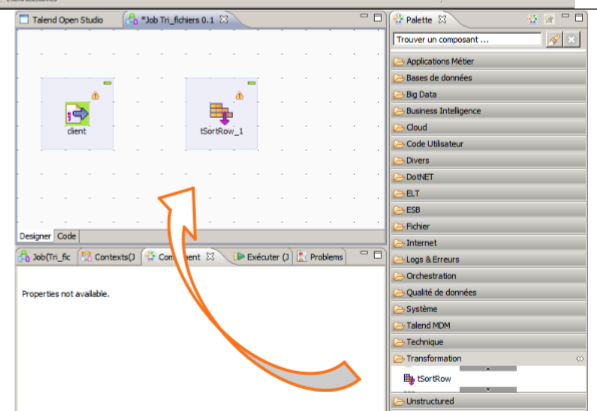 Talend Open Studio
*Job Tri_fichiers 0.1
client
tSortRow_1
Designer
Code
Job(Tri_fic
Contexts(J
Component
Exécuter (J
Problems
Properties not available.
Palette
Trouver un composant ...
Applications Métier
Bases de données
Big Data
Business Intelligence
Cloud
Code Utilisateur
Divers
DotNET
ELT
ESB
Fichier
Internet
Logs & Erreurs
Orchestration
Qualité de données
Système
Talend MDM
Technique
Transformation
tSortRow
Unstructured